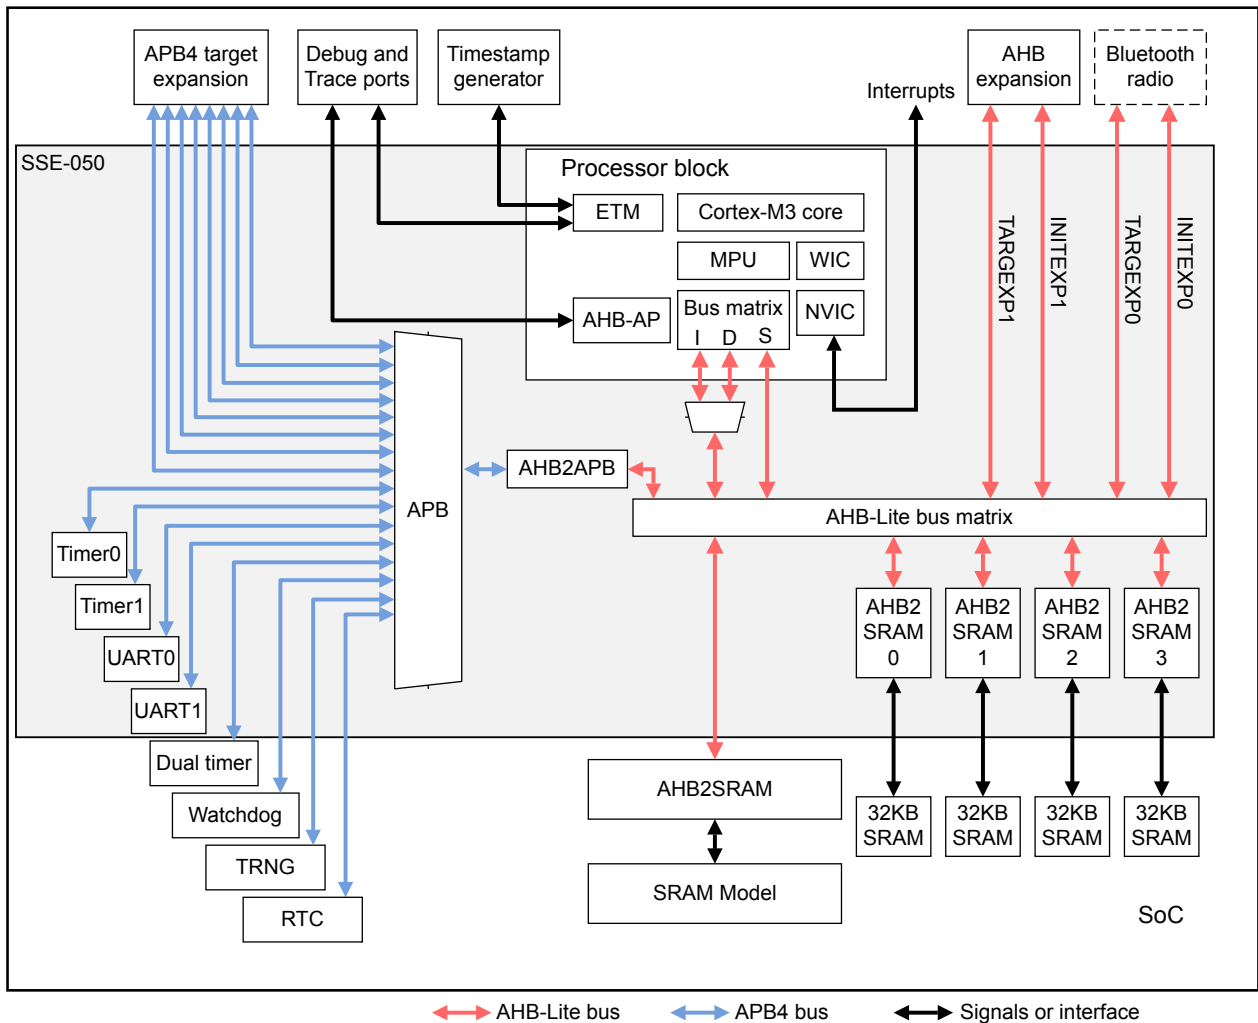 APB4 target
expansion
Debug and
Trace ports
Timestamp
generator
Interrupts
AHB
expansion
Bluetooth
radio
SSE-050
Processor block
ETM
Cortex-M3 core
MPU
WIC
AHB-AP
Bus matrix
I D S
NVIC
TARGEXP1
INITEXP1
TARGEXP0
INITEXP0
APB
AHB2APB
AHB-Lite bus matrix
Timer0
Timer1
UART0
UART1
Dual timer
Watchdog
TRNG
RTC
AHB2
SRAM
0
AHB2
SRAM
1
AHB2
SRAM
2
AHB2
SRAM
3
AHB2SRAM
SRAM Model
32KB
SRAM
32KB
SRAM
32KB
SRAM
32KB
SRAM
SoC
AHB-Lite bus
APB4 bus
Signals or interface